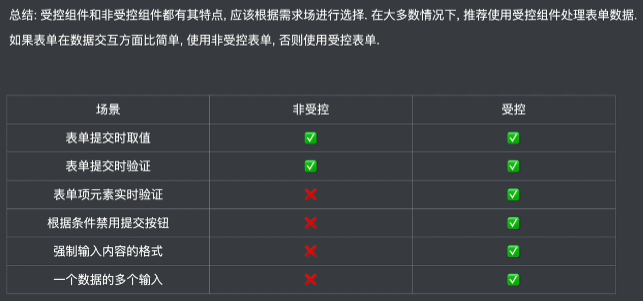 总结: 受控组件和非受控组件都有其特点, 应该根据需求场进行选择. 在大多数情况下, 推荐使用受控组件处理表单数据.
如果表单在数据交互方面比简单, 使用非受控表单, 否则使用受控表单.
场景 非受控 受控
表单提交时取值 ✅ ✅
表单提交时验证 ✅ ✅
表单项元素实时验证 ❌ ✅
根据条件禁用提交按钮 ❌ ✅
强制输入内容的格式 ❌ ✅
一个数据的多个输入 ❌ ✅